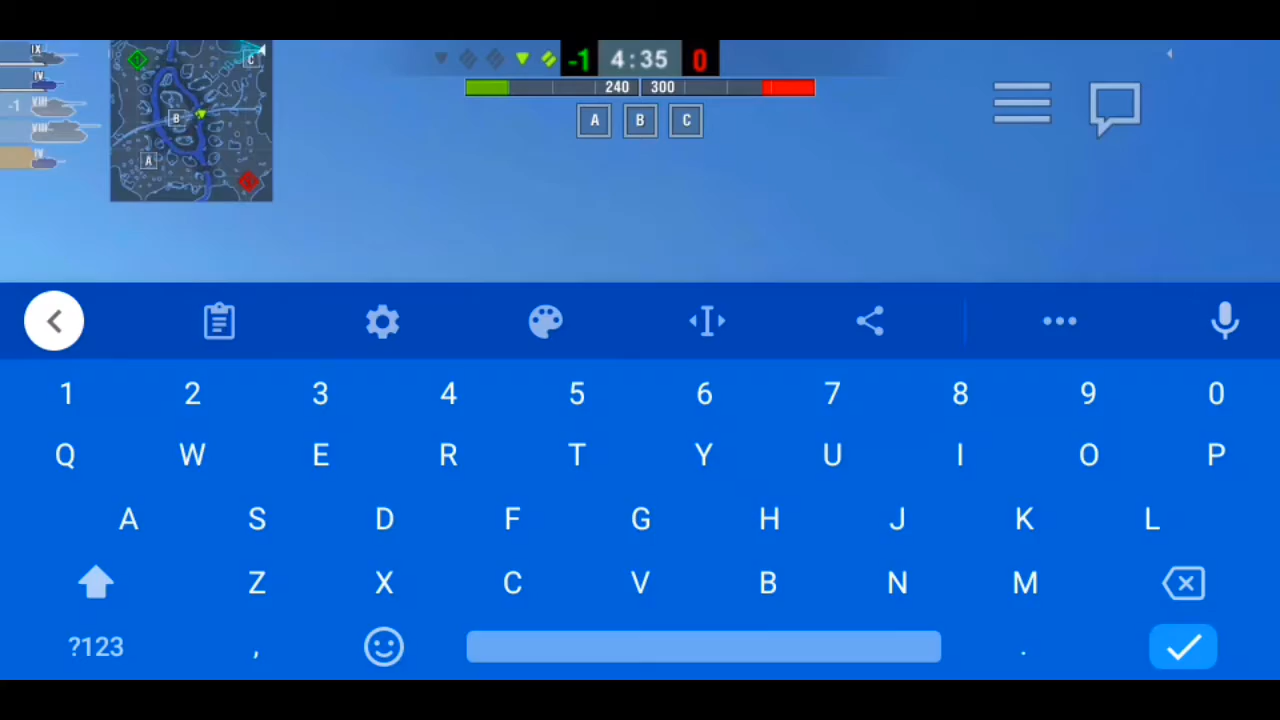 IX
IV
-1 VIII
VIII
IV
C
B
A
-1 4:35 0
240 300
A B C
1 2 3 4 5 6 7 8 9 0
Q W E R T Y U I O P
A S D F G H J K L
Z X C V B N M
?123 , .